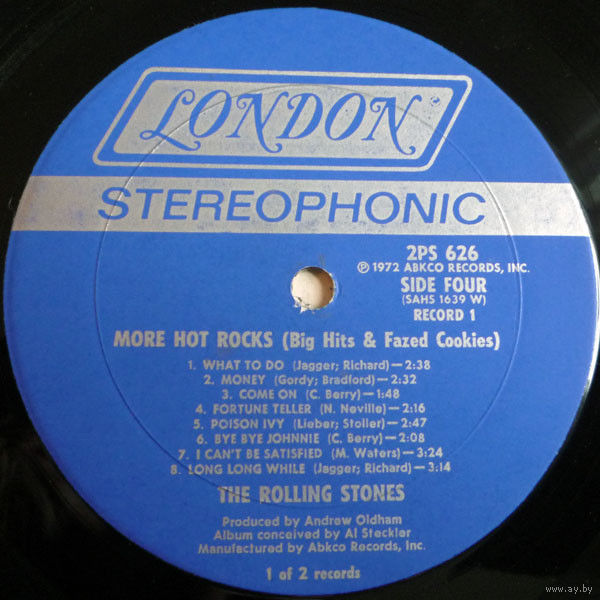 LONDON
STEREOPHONIC
2PS 626
℗ 1972 ABKCO RECORDS, INC.
SIDE FOUR
(SAHS 1639 W)
RECORD 1
MORE HOT ROCKS (Big Hits & Fazed Cookies)
1. WHAT TO DO (Jagger; Richard)—2:38
2. MONEY (Gordy; Bradford)—2:32
3. COME ON (C. Berry)—1:48
4. FORTUNE TELLER (N. Neville)—2:16
5. POISON IVY (Lieber; Stoller)—2:47
6. BYE BYE JOHNNIE (C. Berry)—2:08
7. I CAN'T BE SATISFIED (M. Waters)—3:24
8. LONG LONG WHILE (Jagger; Richard)—3:14
THE ROLLING STONES
Produced by Andrew Oldham
Album conceived by Al Steckler
Manufactured by Abkco Records, Inc.
1 of 2 records
www.ay.by